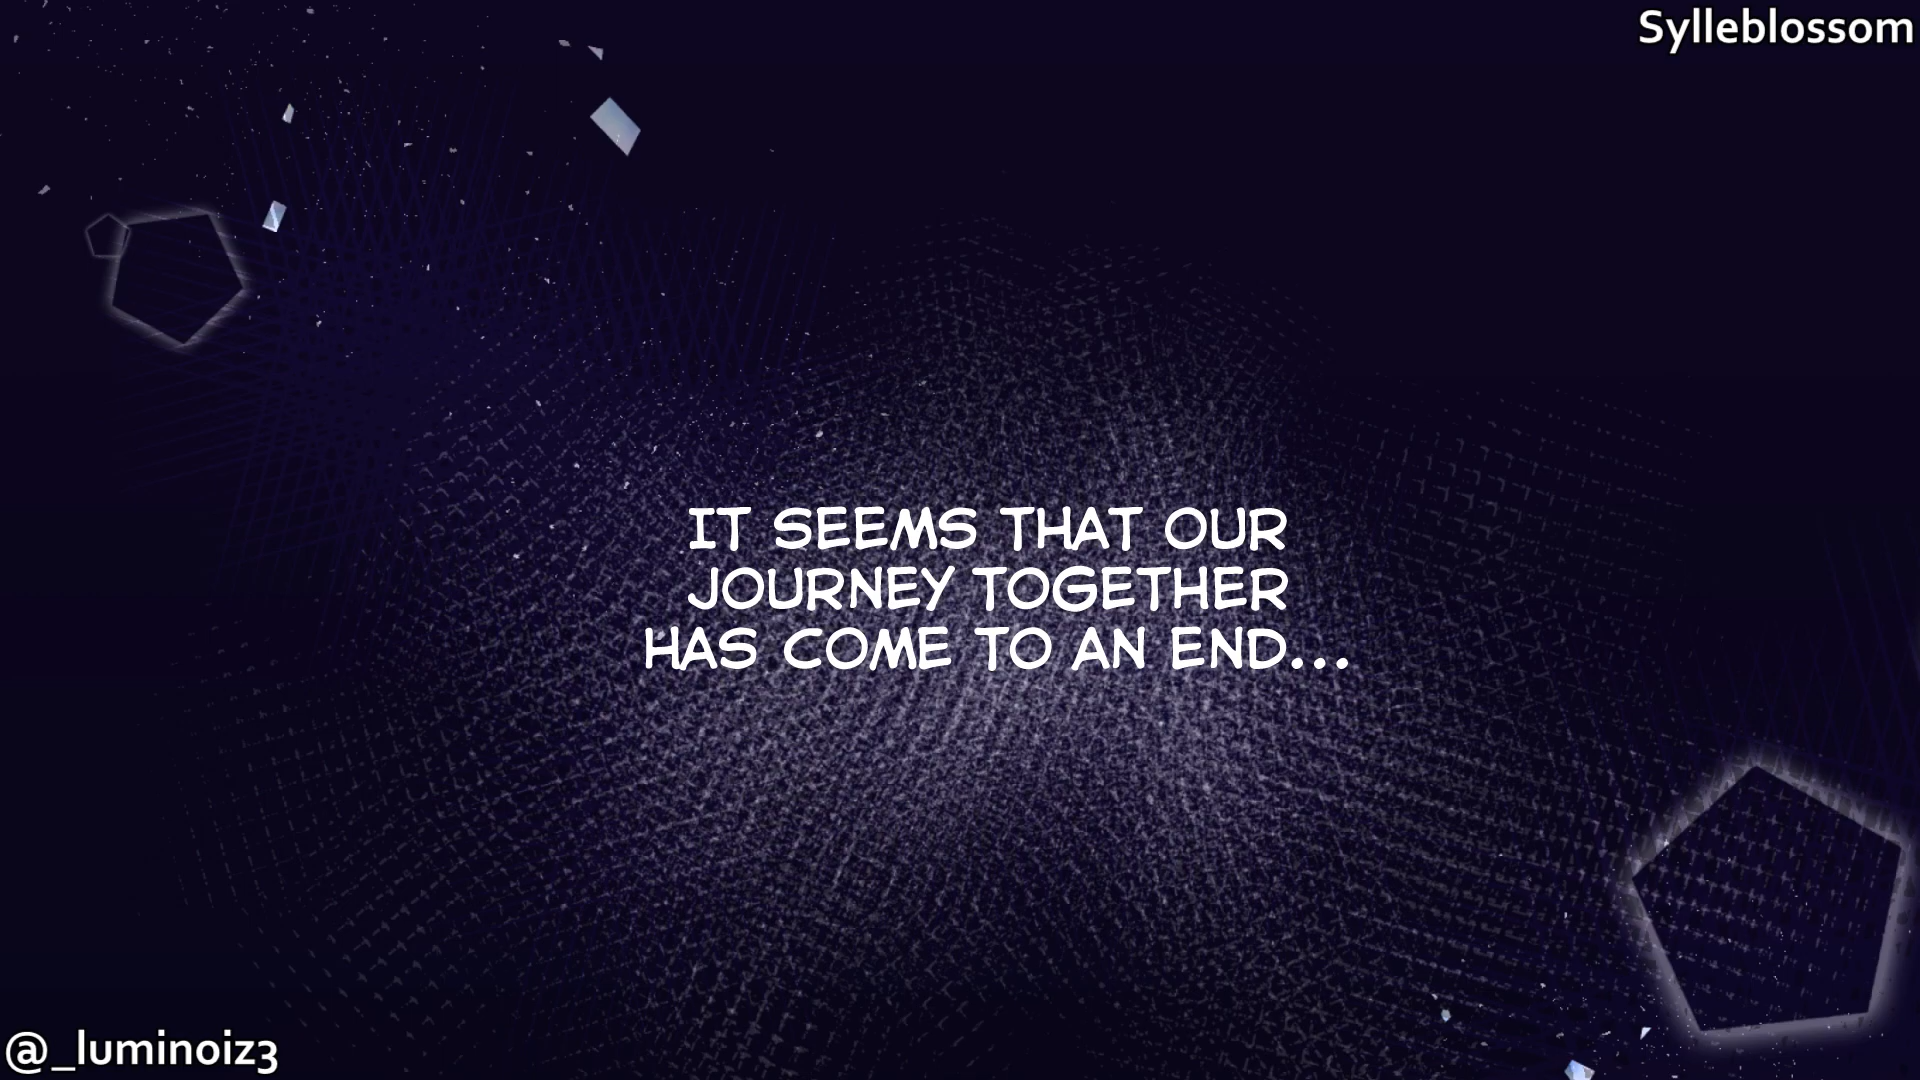 Sylleblossom
IT SEEMS THAT OUR
JOURNEY TOGETHER
HAS COME TO AN END...
@_luminoiz3